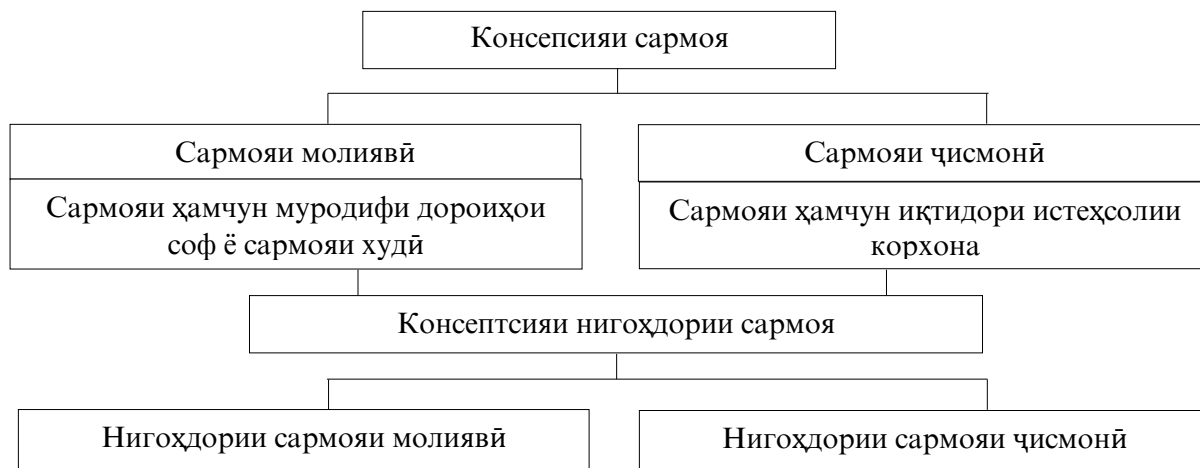 Консепсияи сармоя
Сармояи молиявӣ
Сармояи ҷисмонӣ
Сармояи ҳамчун муродифи дороиҳои
соф ё сармояи худӣ
Сармояи ҳамчун иқтидори истеҳсолии
корхона
Консептсияи нигоҳдории сармоя
Нигоҳдории сармояи молиявӣ
Нигоҳдории сармояи ҷисмонӣ